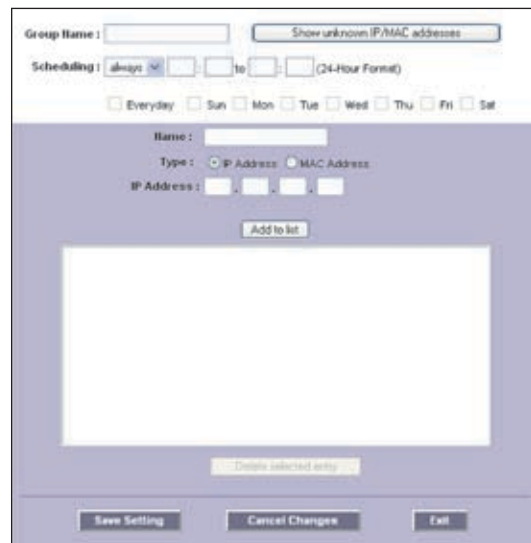 Group Name :
Show unknown IP/MAC addresses
Scheduling : always : to : (24-Hour Format)
Everyday Sun Mon Tue Wed Thu Fri Sat
Name :
Type : IP Address MAC Address
IP Address : . . .
Add to list
Delete selected entry
Save Setting Cancel Changes Exit